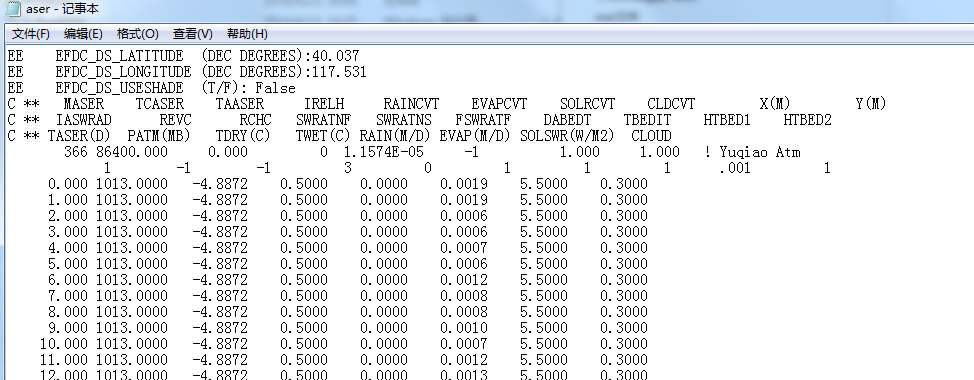 aser - 记事本
文件(F) 编辑(E) 格式(O) 查看(V) 帮助(H)
EE EFDC_DS_LATITUDE (DEC DEGREES):40.037
EE EFDC_DS_LONGITUDE (DEC DEGREES):117.531
EE EFDC_DS_USESHADE (T/F): False
C ** MASER TCASER TAASER IRELH RAINCVT EVAPCVT SOLRCVT CLDCVT X(M) Y(M)
C ** IASWRAD REVC RCHC SWRATNF SWRATNS FSWRATF DABEDT TBEDIT HTBED1 HTBED2
C ** TASER(D) PATM(MB) TDRY(C) TWET(C) RAIN(M/D) EVAP(M/D) SOLSWR(W/M2) CLOUD
366 86400.000 0.000 0 1.1574E-05 -1 1.000 1.000 ! Yuqiao Atm
1 -1 -1 3 0 1 1 1 .001 1
0.000 1013.0000 -4.8872 0.5000 0.0000 0.0019 5.5000 0.3000
1.000 1013.0000 -4.8872 0.5000 0.0000 0.0019 5.5000 0.3000
2.000 1013.0000 -4.8872 0.5000 0.0000 0.0006 5.5000 0.3000
3.000 1013.0000 -4.8872 0.5000 0.0000 0.0006 5.5000 0.3000
4.000 1013.0000 -4.8872 0.5000 0.0000 0.0007 5.5000 0.3000
5.000 1013.0000 -4.8872 0.5000 0.0000 0.0006 5.5000 0.3000
6.000 1013.0000 -4.8872 0.5000 0.0000 0.0012 5.5000 0.3000
7.000 1013.0000 -4.8872 0.5000 0.0000 0.0008 5.5000 0.3000
8.000 1013.0000 -4.8872 0.5000 0.0000 0.0008 5.5000 0.3000
9.000 1013.0000 -4.8872 0.5000 0.0000 0.0010 5.5000 0.3000
10.000 1013.0000 -4.8872 0.5000 0.0000 0.0007 5.5000 0.3000
11.000 1013.0000 -4.8872 0.5000 0.0000 0.0012 5.5000 0.3000
12.000 1013.0000 -4.8872 0.5000 0.0000 0.0013 5.5000 0.3000